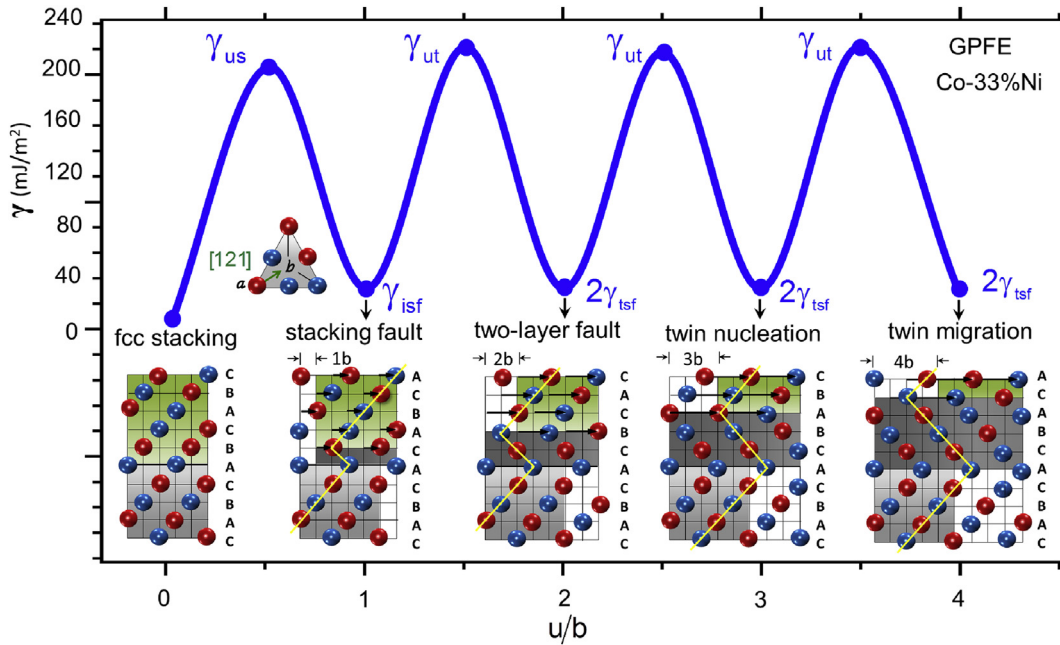 240
200
160
120
80
40
0
γ (mJ/m²)
γus
γut
γut
γut
GPFE
Co-33%Ni
[121]
b
a
γisf
2γtsf
2γtsf
2γtsf
fcc stacking
stacking fault
two-layer fault
twin nucleation
twin migration
1b
2b
3b
4b
C A C C A
B C A C C
A B C A A
C A B B B
B C C C C
A A A A A
C C C C C
B B B B B
A A A A A
C C C C C
0 1 2 3 4
u/b